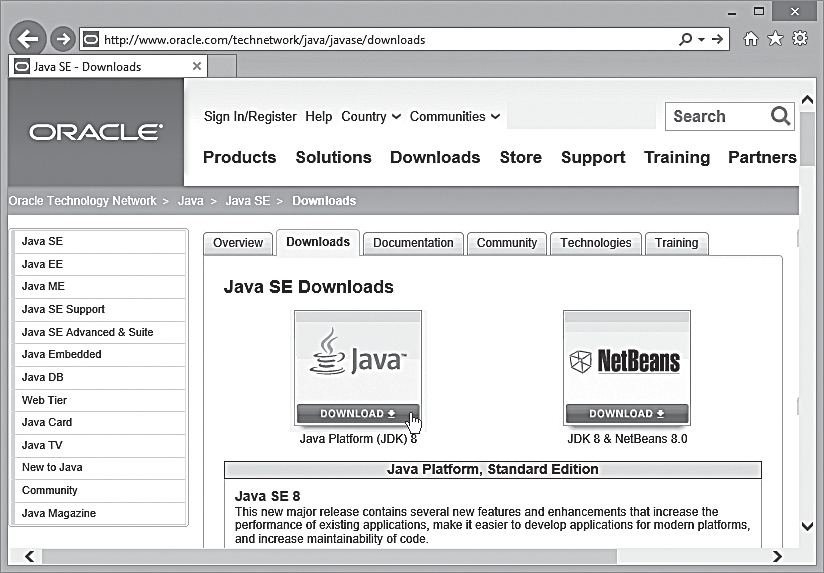 http://www.oracle.com/technetwork/java/javase/downloads
Java SE - Downloads
ORACLE
Sign In/Register Help Country Communities
Search
Products Solutions Downloads Store Support Training Partners
Oracle Technology Network > Java > Java SE > Downloads
Java SE
Java EE
Java ME
Java SE Support
Java SE Advanced & Suite
Java Embedded
Java DB
Web Tier
Java Card
Java TV
New to Java
Community
Java Magazine
Overview Downloads Documentation Community Technologies Training
Java SE Downloads
Java™
DOWNLOAD
Java Platform (JDK) 8
NetBeans
DOWNLOAD
JDK 8 & NetBeans 8.0
Java Platform, Standard Edition
Java SE 8
This new major release contains several new features and enhancements that increase the
performance of existing applications, make it easier to develop applications for modern platforms,
and increase maintainability of code.